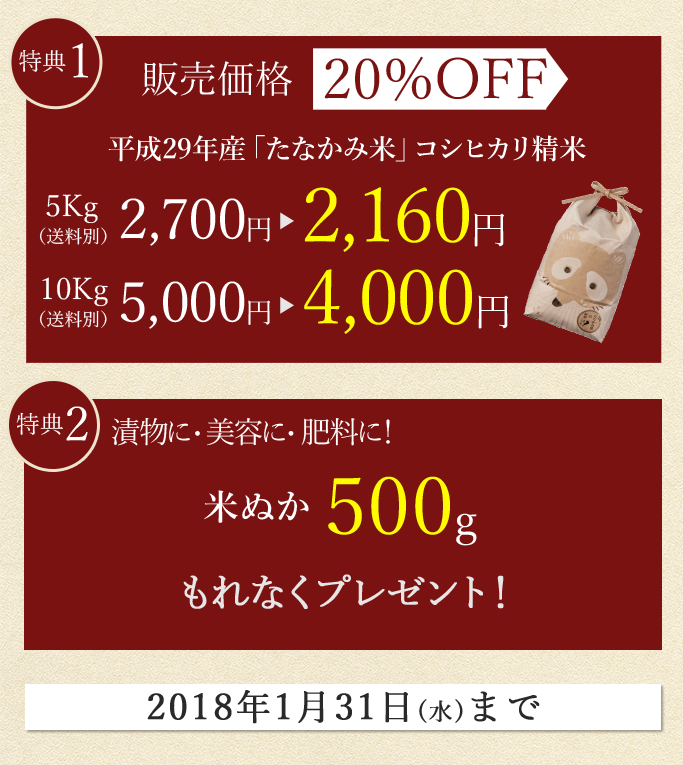 特典1
販売価格 20%OFF
平成29年産「たなかみ米」コシヒカリ精米
5Kg (送料別) 2,700円▶2,160円
10Kg (送料別) 5,000円▶4,000円
特典2
漬物に・美容に・肥料に!
米ぬか 500g
もれなくプレゼント!
2018年1月31日(水)まで